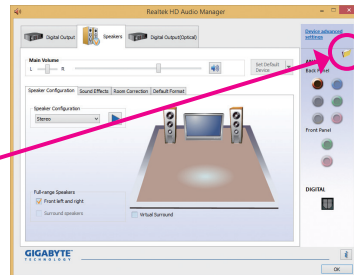 Realtek HD Audio Manager
Digital Output
Speakers
Digital Output(Optical)
Device advanced
settings
Main Volume
L
R
Set Default
Device
Speaker Configuration
Sound Effects
Room Correction
Default Format
Speaker Configuration
Stereo
Full-range Speakers
Front left and right
Surround speakers
Virtual Surround
Back Panel
Front Panel
DIGITAL
GIGABYTE
TECHNOLOGY
OK